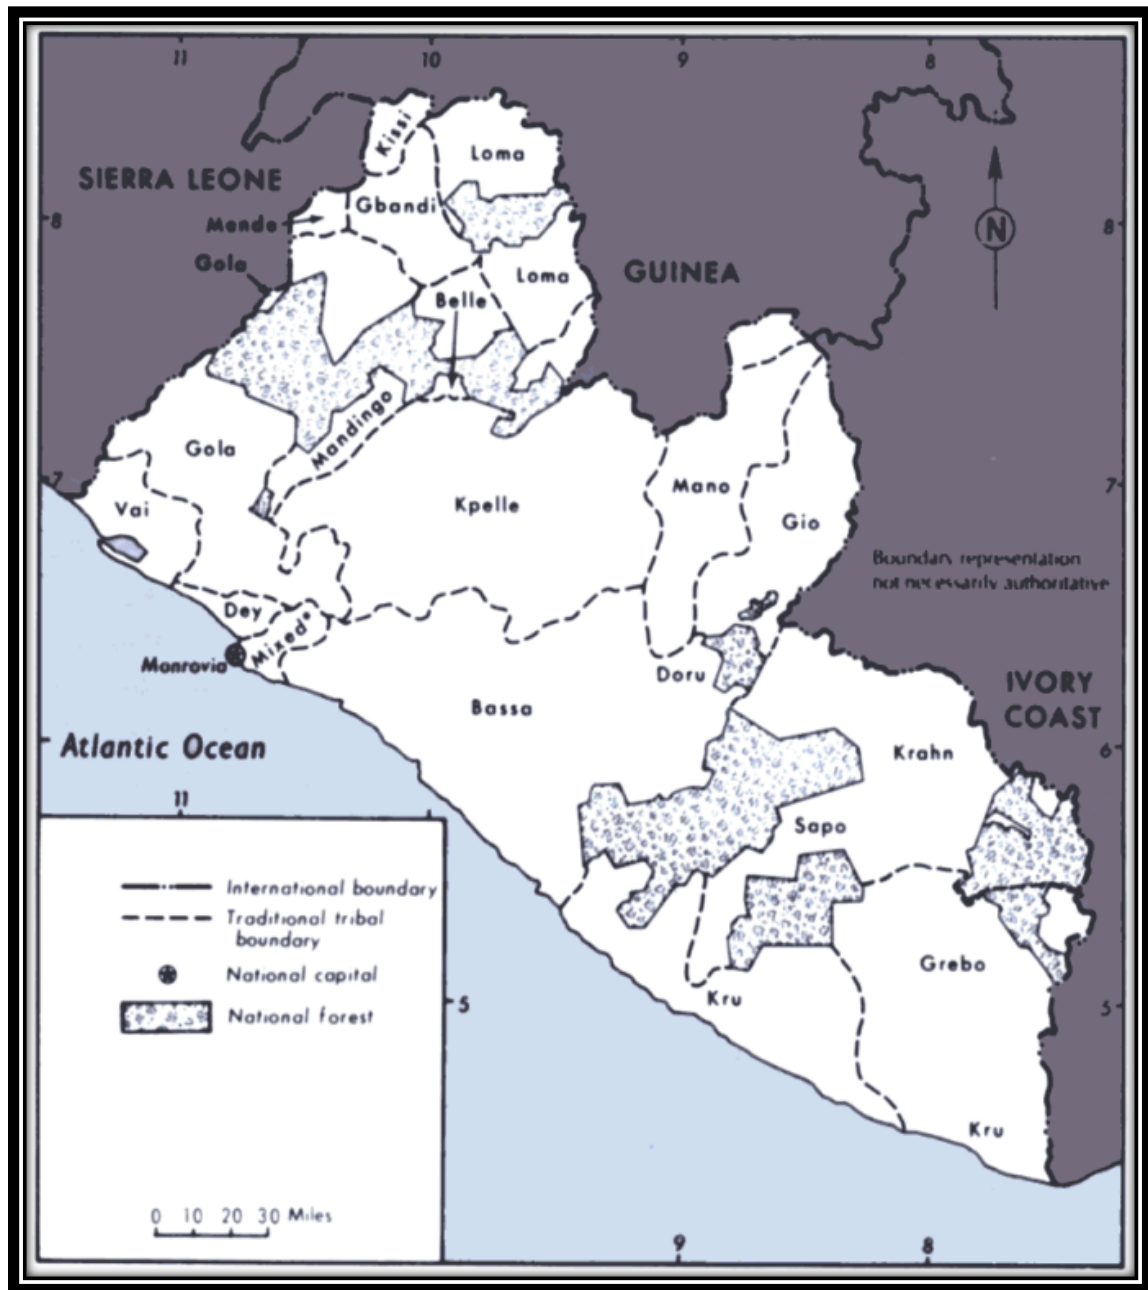 11
10
9
8
Kissi
Loma
SIERRA LEONE
Gbandi
8
Mende
8
N
Gola
GUINEA
Loma
Belle
Mandingo
Gola
7
Mano
7
Vai
Kpelle
Gio
Boundary representation
not necessarily authoritative
Dey
Mixed*
Monrovia
Doru
IVORY
COAST
Bassa
Atlantic Ocean
Krahn
6
11
Sapo
International boundary
Traditional tribal
boundary
Grebo
National capital
Kru
5
5
National forest
Kru
0 10 20 30 Miles
9
8